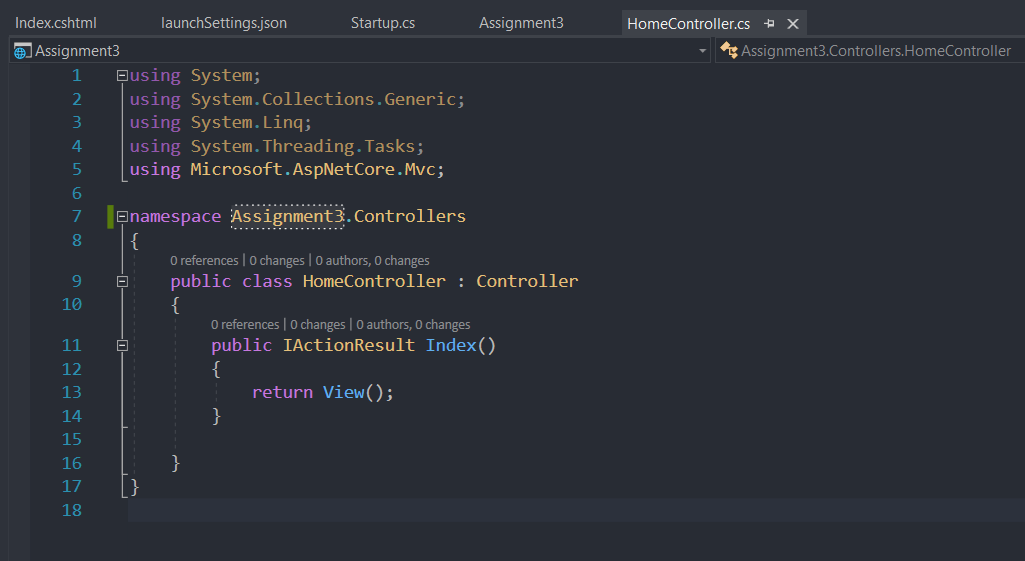 Index.cshtml launchSettings.json Startup.cs Assignment3 HomeController.cs
Assignment3 Assignment3.Controllers.HomeController
1 using System;
2 using System.Collections.Generic;
3 using System.Linq;
4 using System.Threading.Tasks;
5 using Microsoft.AspNetCore.Mvc;
6
7 namespace Assignment3.Controllers
8 {
0 references | 0 changes | 0 authors, 0 changes
9 public class HomeController : Controller
10 {
0 references | 0 changes | 0 authors, 0 changes
11 public IActionResult Index()
12 {
13 return View();
14 }
15
16 }
17 }
18